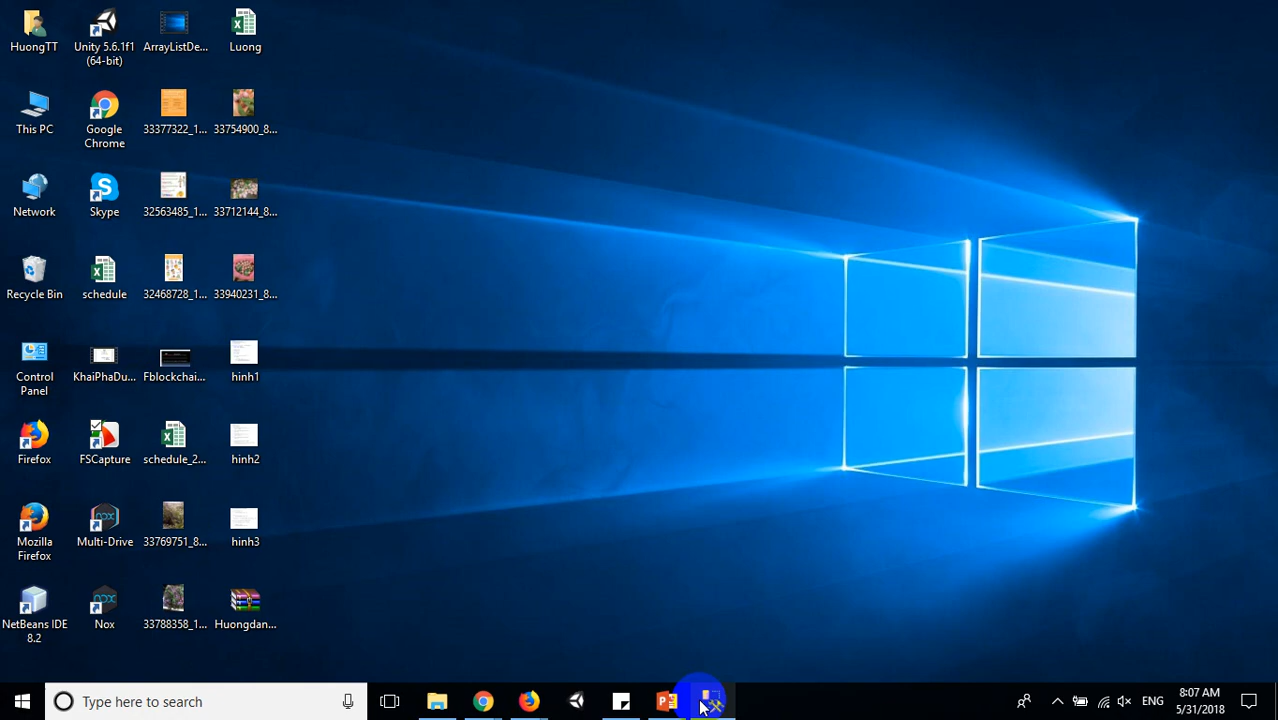 HuongTT
Unity 5.6.1f1
(64-bit)
ArrayListDe...
Luong
This PC
Google
Chrome
33377322_1...
33754900_8...
Network
Skype
32563485_1...
33712144_8...
Recycle Bin
schedule
32468728_1...
33940231_8...
Control
Panel
KhaiPhaDu...
Fblockchai...
hinh1
Firefox
FSCapture
schedule_2...
hinh2
Mozilla
Firefox
Multi-Drive
33769751_8...
hinh3
NetBeans IDE
8.2
Nox
33788358_1...
Huongdan...
Type here to search
ENG
8:07 AM
5/31/2018